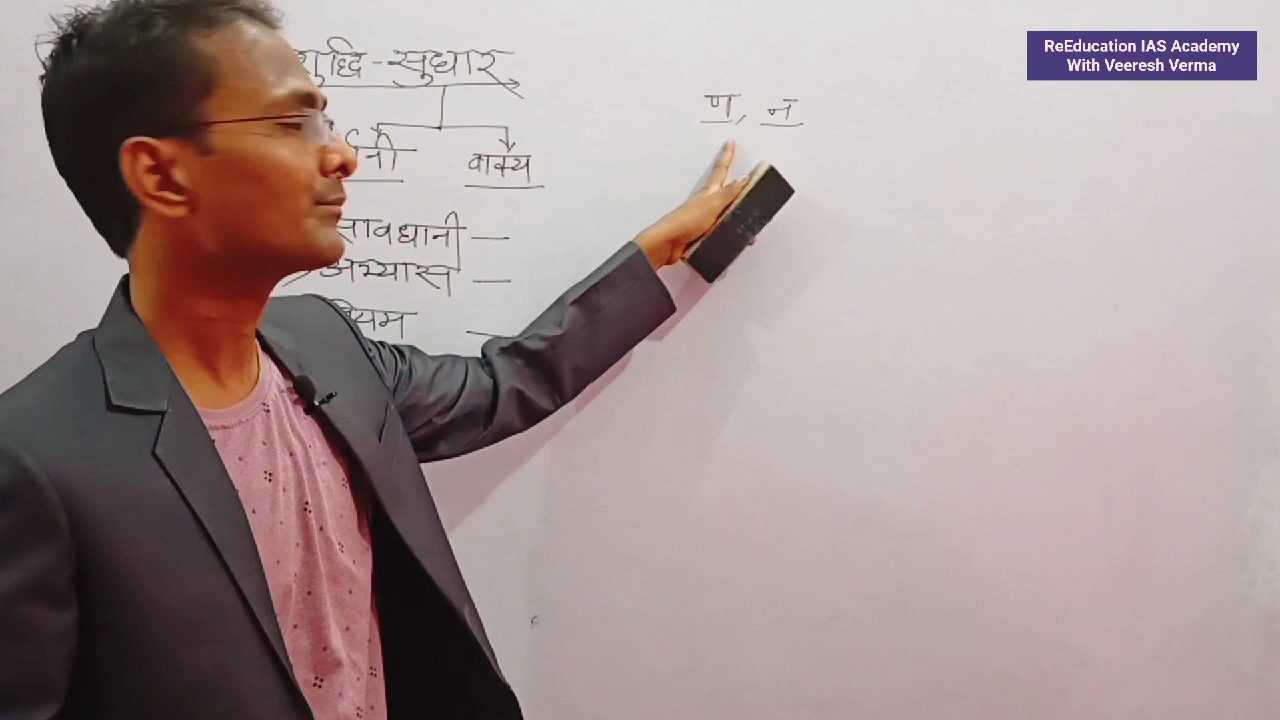 ReEducation IAS Academy
With Veeresh Verma
शुद्धि - सुधार
ण, न
वाक्य
सावधानी —
अभ्यास —